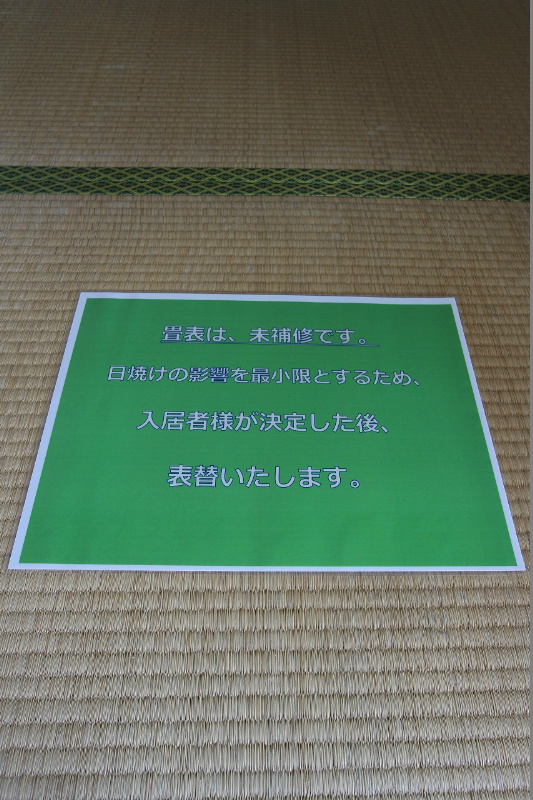 畳表は、未補修です。
日焼けの影響を最小限とするため、
入居者様が決定した後、
表替いたします。